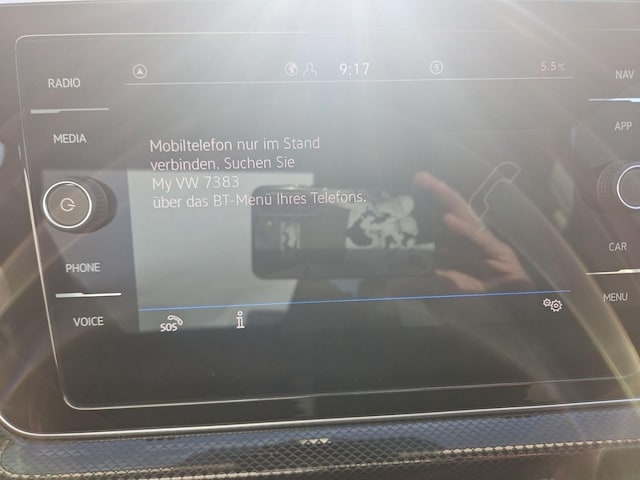 RADIO
9:17
5
5.5°C
NAV
MEDIA
APP
Mobiltelefon nur im Stand
verbinden. Suchen Sie
My VW 7383
über das BT-Menü Ihres Telefons.
PHONE
CAR
VOICE
SOS
i
MENU